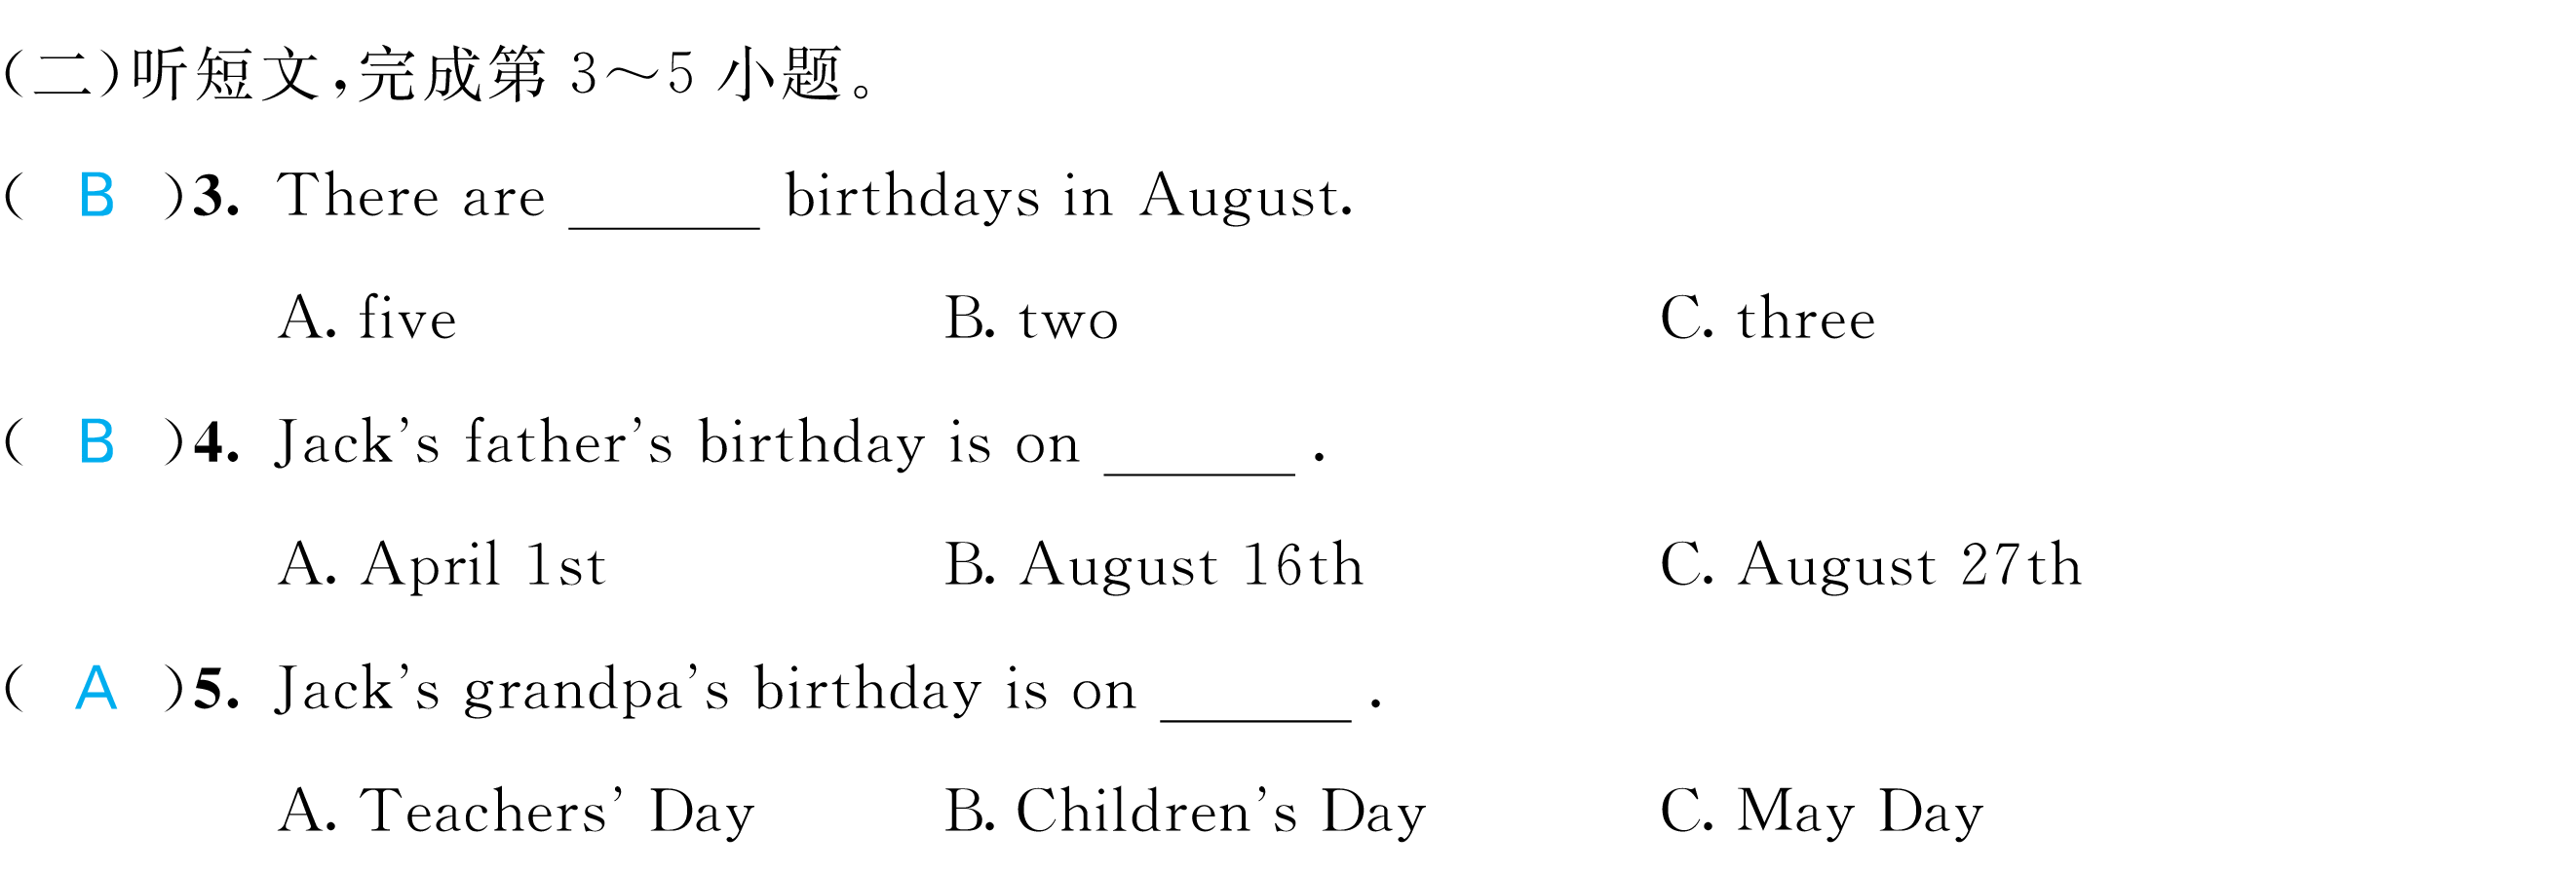 (二)听短文,完成第 3～5 小题。
( B )3. There are ______ birthdays in August.
A. five B. two C. three
( B )4. Jack's father's birthday is on ______ .
A. April 1st B. August 16th C. August 27th
( A )5. Jack's grandpa's birthday is on ______ .
A. Teachers' Day B. Children's Day C. May Day